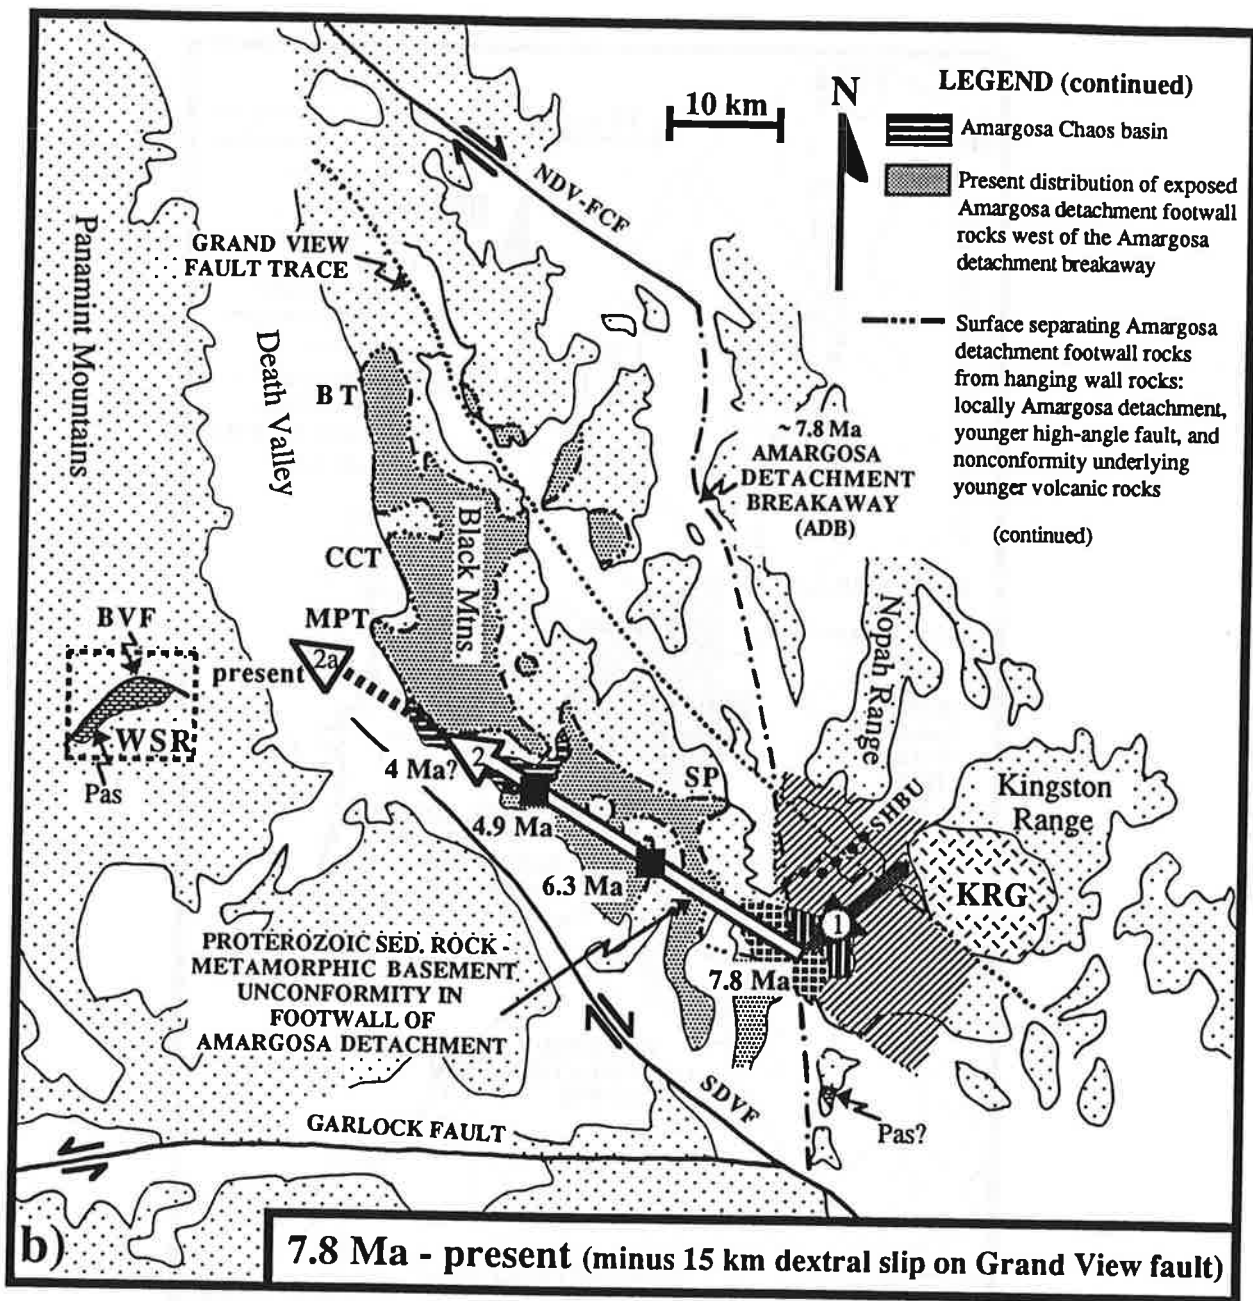 10 km
N
LEGEND (continued)
Amargosa Chaos basin
Present distribution of exposed
Amargosa detachment footwall
rocks west of the Amargosa
detachment breakaway
Surface separating Amargosa
detachment footwall rocks
from hanging wall rocks:
locally Amargosa detachment,
younger high-angle fault, and
nonconformity underlying
younger volcanic rocks
(continued)
NDV-FCF
Panamint Mountains
GRAND VIEW
FAULT TRACE
Death Valley
BT
~ 7.8 Ma
AMARGOSA
DETACHMENT
BREAKAWAY
(ADB)
Black Mtns.
CCT
MPT
BVF
2a
present
WSR
Pas
Nopah Range
2
4 Ma?
SP
4.9 Ma
SHBU
Kingston
Range
6.3 Ma
KRG
1
7.8 Ma
PROTEROZOIC SED. ROCK -
METAMORPHIC BASEMENT
UNCONFORMITY IN
FOOTWALL OF
AMARGOSA DETACHMENT
SDVF
GARLOCK FAULT
Pas?
b)
7.8 Ma - present (minus 15 km dextral slip on Grand View fault)